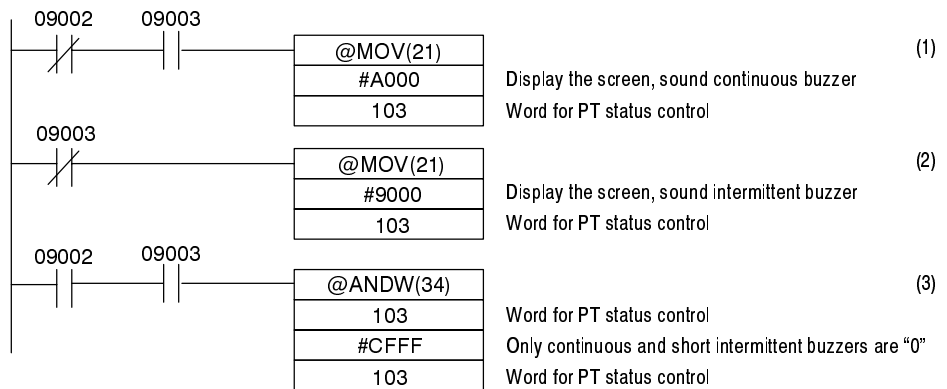 09002 09003
@MOV(21) (1)
#A000 Display the screen, sound continuous buzzer
103 Word for PT status control
09003
@MOV(21) (2)
#9000 Display the screen, sound intermittent buzzer
103 Word for PT status control
09002 09003
@ANDW(34) (3)
103 Word for PT status control
#CFFF Only continuous and short intermittent buzzers are “0”
103 Word for PT status control